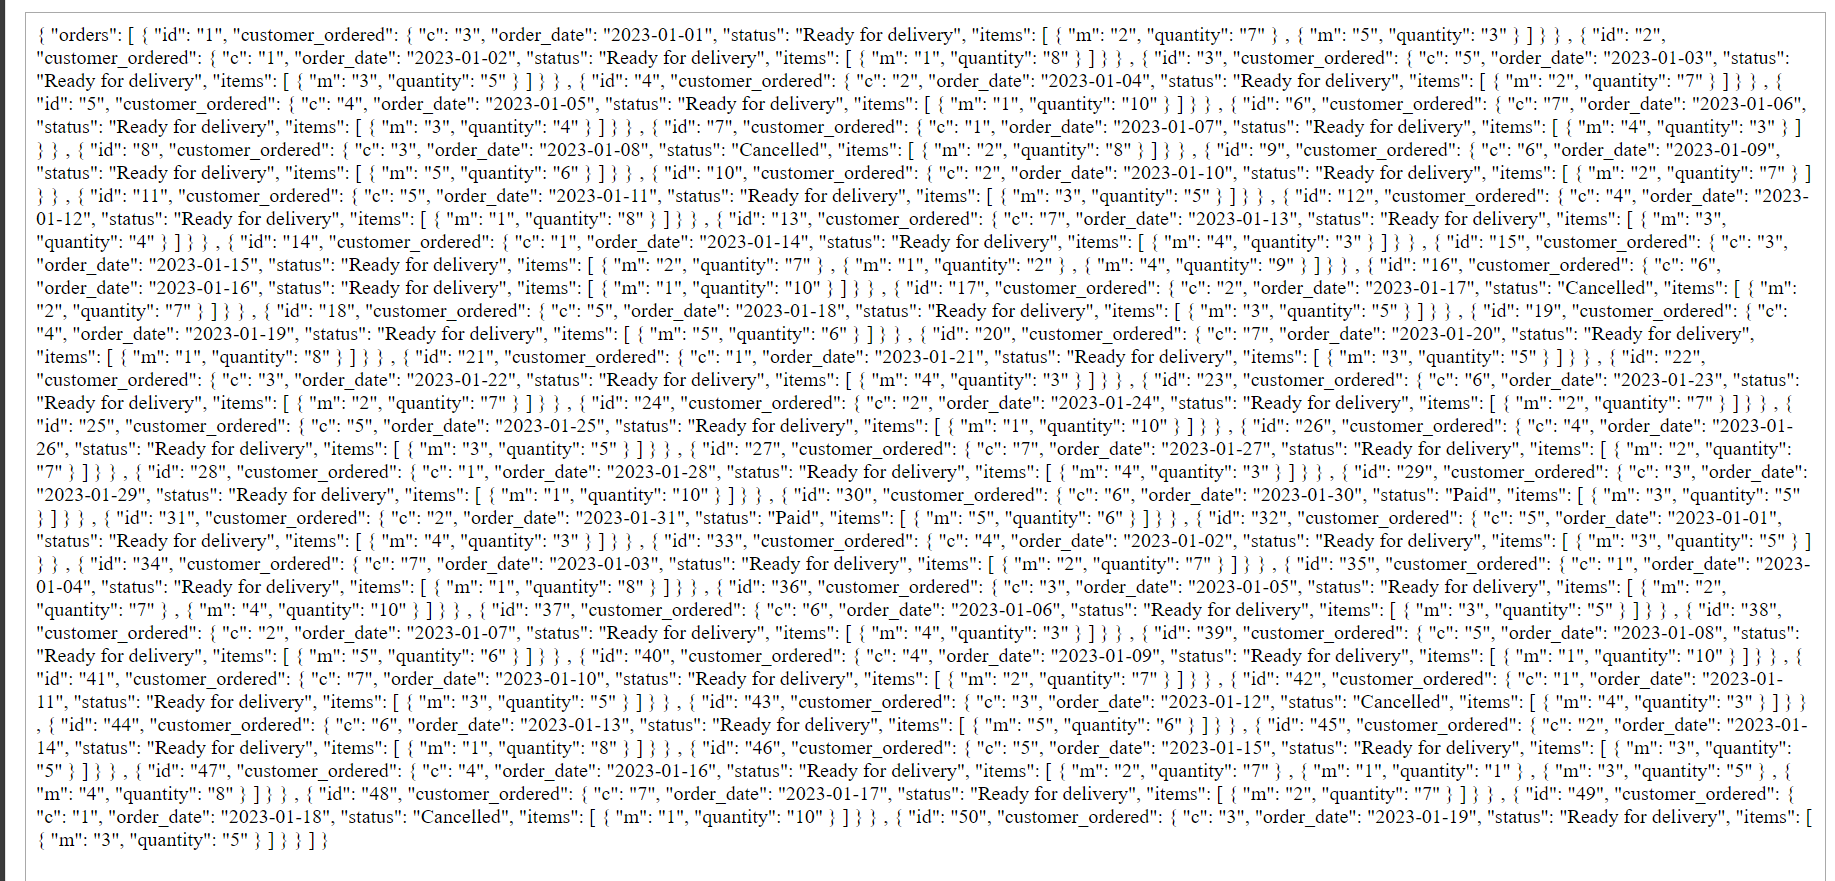 { "orders": [ { "id": "1", "customer_ordered": { "c": "3", "order_date": "2023-01-01", "status": "Ready for delivery", "items": [ { "m": "2", "quantity": "7" } , { "m": "5", "quantity": "3" } ] } } , { "id": "2",
"customer_ordered": { "c": "1", "order_date": "2023-01-02", "status": "Ready for delivery", "items": [ { "m": "1", "quantity": "8" } ] } } , { "id": "3", "customer_ordered": { "c": "5", "order_date": "2023-01-03", "status":
"Ready for delivery", "items": [ { "m": "3", "quantity": "5" } ] } } , { "id": "4", "customer_ordered": { "c": "2", "order_date": "2023-01-04", "status": "Ready for delivery", "items": [ { "m": "2", "quantity": "7" } ] } } , {
"id": "5", "customer_ordered": { "c": "4", "order_date": "2023-01-05", "status": "Ready for delivery", "items": [ { "m": "1", "quantity": "10" } ] } } , { "id": "6", "customer_ordered": { "c": "7", "order_date": "2023-01-06",
"status": "Ready for delivery", "items": [ { "m": "3", "quantity": "4" } ] } } , { "id": "7", "customer_ordered": { "c": "1", "order_date": "2023-01-07", "status": "Ready for delivery", "items": [ { "m": "4", "quantity": "3" } ]
} } , { "id": "8", "customer_ordered": { "c": "3", "order_date": "2023-01-08", "status": "Cancelled", "items": [ { "m": "2", "quantity": "8" } ] } } , { "id": "9", "customer_ordered": { "c": "6", "order_date": "2023-01-09",
"status": "Ready for delivery", "items": [ { "m": "5", "quantity": "6" } ] } } , { "id": "10", "customer_ordered": { "c": "2", "order_date": "2023-01-10", "status": "Ready for delivery", "items": [ { "m": "2", "quantity": "7" } ]
} } , { "id": "11", "customer_ordered": { "c": "5", "order_date": "2023-01-11", "status": "Ready for delivery", "items": [ { "m": "3", "quantity": "5" } ] } } , { "id": "12", "customer_ordered": { "c": "4", "order_date": "2023-
01-12", "status": "Ready for delivery", "items": [ { "m": "1", "quantity": "8" } ] } } , { "id": "13", "customer_ordered": { "c": "7", "order_date": "2023-01-13", "status": "Ready for delivery", "items": [ { "m": "3",
"quantity": "4" } ] } } , { "id": "14", "customer_ordered": { "c": "1", "order_date": "2023-01-14", "status": "Ready for delivery", "items": [ { "m": "4", "quantity": "3" } ] } } , { "id": "15", "customer_ordered": { "c": "3",
"order_date": "2023-01-15", "status": "Ready for delivery", "items": [ { "m": "2", "quantity": "7" } , { "m": "1", "quantity": "2" } , { "m": "4", "quantity": "9" } ] } } , { "id": "16", "customer_ordered": { "c": "6",
"order_date": "2023-01-16", "status": "Ready for delivery", "items": [ { "m": "1", "quantity": "10" } ] } } , { "id": "17", "customer_ordered": { "c": "2", "order_date": "2023-01-17", "status": "Cancelled", "items": [ { "m":
"2", "quantity": "7" } ] } } , { "id": "18", "customer_ordered": { "c": "5", "order_date": "2023-01-18", "status": "Ready for delivery", "items": [ { "m": "3", "quantity": "5" } ] } } , { "id": "19", "customer_ordered": { "c":
"4", "order_date": "2023-01-19", "status": "Ready for delivery", "items": [ { "m": "5", "quantity": "6" } ] } } , { "id": "20", "customer_ordered": { "c": "7", "order_date": "2023-01-20", "status": "Ready for delivery",
"items": [ { "m": "1", "quantity": "8" } ] } } , { "id": "21", "customer_ordered": { "c": "1", "order_date": "2023-01-21", "status": "Ready for delivery", "items": [ { "m": "3", "quantity": "5" } ] } } , { "id": "22",
"customer_ordered": { "c": "3", "order_date": "2023-01-22", "status": "Ready for delivery", "items": [ { "m": "4", "quantity": "3" } ] } } , { "id": "23", "customer_ordered": { "c": "6", "order_date": "2023-01-23", "status":
"Ready for delivery", "items": [ { "m": "2", "quantity": "7" } ] } } , { "id": "24", "customer_ordered": { "c": "2", "order_date": "2023-01-24", "status": "Ready for delivery", "items": [ { "m": "2", "quantity": "7" } ] } } , {
"id": "25", "customer_ordered": { "c": "5", "order_date": "2023-01-25", "status": "Ready for delivery", "items": [ { "m": "1", "quantity": "10" } ] } } , { "id": "26", "customer_ordered": { "c": "4", "order_date": "2023-01-
26", "status": "Ready for delivery", "items": [ { "m": "3", "quantity": "5" } ] } } , { "id": "27", "customer_ordered": { "c": "7", "order_date": "2023-01-27", "status": "Ready for delivery", "items": [ { "m": "2", "quantity":
"7" } ] } } , { "id": "28", "customer_ordered": { "c": "1", "order_date": "2023-01-28", "status": "Ready for delivery", "items": [ { "m": "4", "quantity": "3" } ] } } , { "id": "29", "customer_ordered": { "c": "3", "order_date":
"2023-01-29", "status": "Ready for delivery", "items": [ { "m": "1", "quantity": "10" } ] } } , { "id": "30", "customer_ordered": { "c": "6", "order_date": "2023-01-30", "status": "Paid", "items": [ { "m": "3", "quantity": "5"
} ] } } , { "id": "31", "customer_ordered": { "c": "2", "order_date": "2023-01-31", "status": "Paid", "items": [ { "m": "5", "quantity": "6" } ] } } , { "id": "32", "customer_ordered": { "c": "5", "order_date": "2023-01-01",
"status": "Ready for delivery", "items": [ { "m": "4", "quantity": "3" } ] } } , { "id": "33", "customer_ordered": { "c": "4", "order_date": "2023-01-02", "status": "Ready for delivery", "items": [ { "m": "3", "quantity": "5" } ]
} } , { "id": "34", "customer_ordered": { "c": "7", "order_date": "2023-01-03", "status": "Ready for delivery", "items": [ { "m": "2", "quantity": "7" } ] } } , { "id": "35", "customer_ordered": { "c": "1", "order_date": "2023-
01-04", "status": "Ready for delivery", "items": [ { "m": "1", "quantity": "8" } ] } } , { "id": "36", "customer_ordered": { "c": "3", "order_date": "2023-01-05", "status": "Ready for delivery", "items": [ { "m": "2",
"quantity": "7" } , { "m": "4", "quantity": "10" } ] } } , { "id": "37", "customer_ordered": { "c": "6", "order_date": "2023-01-06", "status": "Ready for delivery", "items": [ { "m": "3", "quantity": "5" } ] } } , { "id": "38",
"customer_ordered": { "c": "2", "order_date": "2023-01-07", "status": "Ready for delivery", "items": [ { "m": "4", "quantity": "3" } ] } } , { "id": "39", "customer_ordered": { "c": "5", "order_date": "2023-01-08", "status":
"Ready for delivery", "items": [ { "m": "5", "quantity": "6" } ] } } , { "id": "40", "customer_ordered": { "c": "4", "order_date": "2023-01-09", "status": "Ready for delivery", "items": [ { "m": "1", "quantity": "10" } ] } } , {
"id": "41", "customer_ordered": { "c": "7", "order_date": "2023-01-10", "status": "Ready for delivery", "items": [ { "m": "2", "quantity": "7" } ] } } , { "id": "42", "customer_ordered": { "c": "1", "order_date": "2023-01-
11", "status": "Ready for delivery", "items": [ { "m": "3", "quantity": "5" } ] } } , { "id": "43", "customer_ordered": { "c": "3", "order_date": "2023-01-12", "status": "Cancelled", "items": [ { "m": "4", "quantity": "3" } ] } }
, { "id": "44", "customer_ordered": { "c": "6", "order_date": "2023-01-13", "status": "Ready for delivery", "items": [ { "m": "5", "quantity": "6" } ] } } , { "id": "45", "customer_ordered": { "c": "2", "order_date": "2023-01-
14", "status": "Ready for delivery", "items": [ { "m": "1", "quantity": "8" } ] } } , { "id": "46", "customer_ordered": { "c": "5", "order_date": "2023-01-15", "status": "Ready for delivery", "items": [ { "m": "3", "quantity":
"5" } ] } } , { "id": "47", "customer_ordered": { "c": "4", "order_date": "2023-01-16", "status": "Ready for delivery", "items": [ { "m": "2", "quantity": "7" } , { "m": "1", "quantity": "1" } , { "m": "3", "quantity": "5" } , {
"m": "4", "quantity": "8" } ] } } , { "id": "48", "customer_ordered": { "c": "7", "order_date": "2023-01-17", "status": "Ready for delivery", "items": [ { "m": "2", "quantity": "7" } ] } } , { "id": "49", "customer_ordered": {
"c": "1", "order_date": "2023-01-18", "status": "Cancelled", "items": [ { "m": "1", "quantity": "10" } ] } } , { "id": "50", "customer_ordered": { "c": "3", "order_date": "2023-01-19", "status": "Ready for delivery", "items": [
{ "m": "3", "quantity": "5" } ] } } ] }